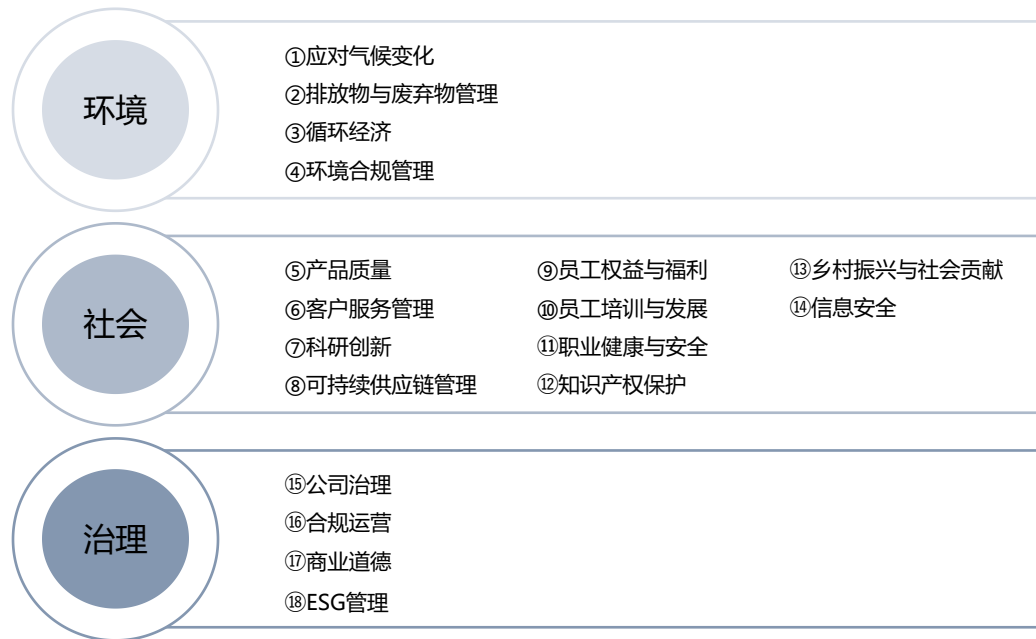 环境
①应对气候变化
②排放物与废弃物管理
③循环经济
④环境合规管理
社会
⑤产品质量
⑥客户服务管理
⑦科研创新
⑧可持续供应链管理
⑨员工权益与福利
⑩员工培训与发展
⑪职业健康与安全
⑫知识产权保护
⑬乡村振兴与社会贡献
⑭信息安全
治理
⑮公司治理
⑯合规运营
⑰商业道德
⑱ESG管理